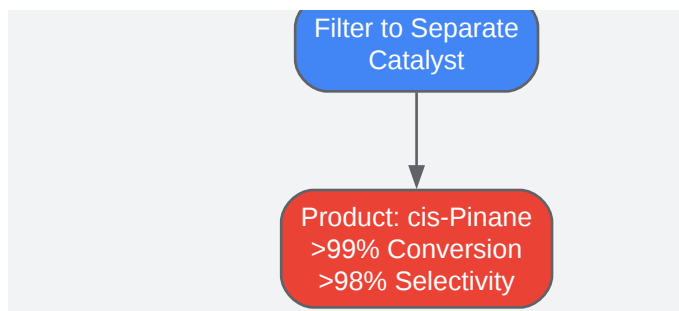 Filter to Separate
Catalyst
Product: cis-Pinane
>99% Conversion
>98% Selectivity